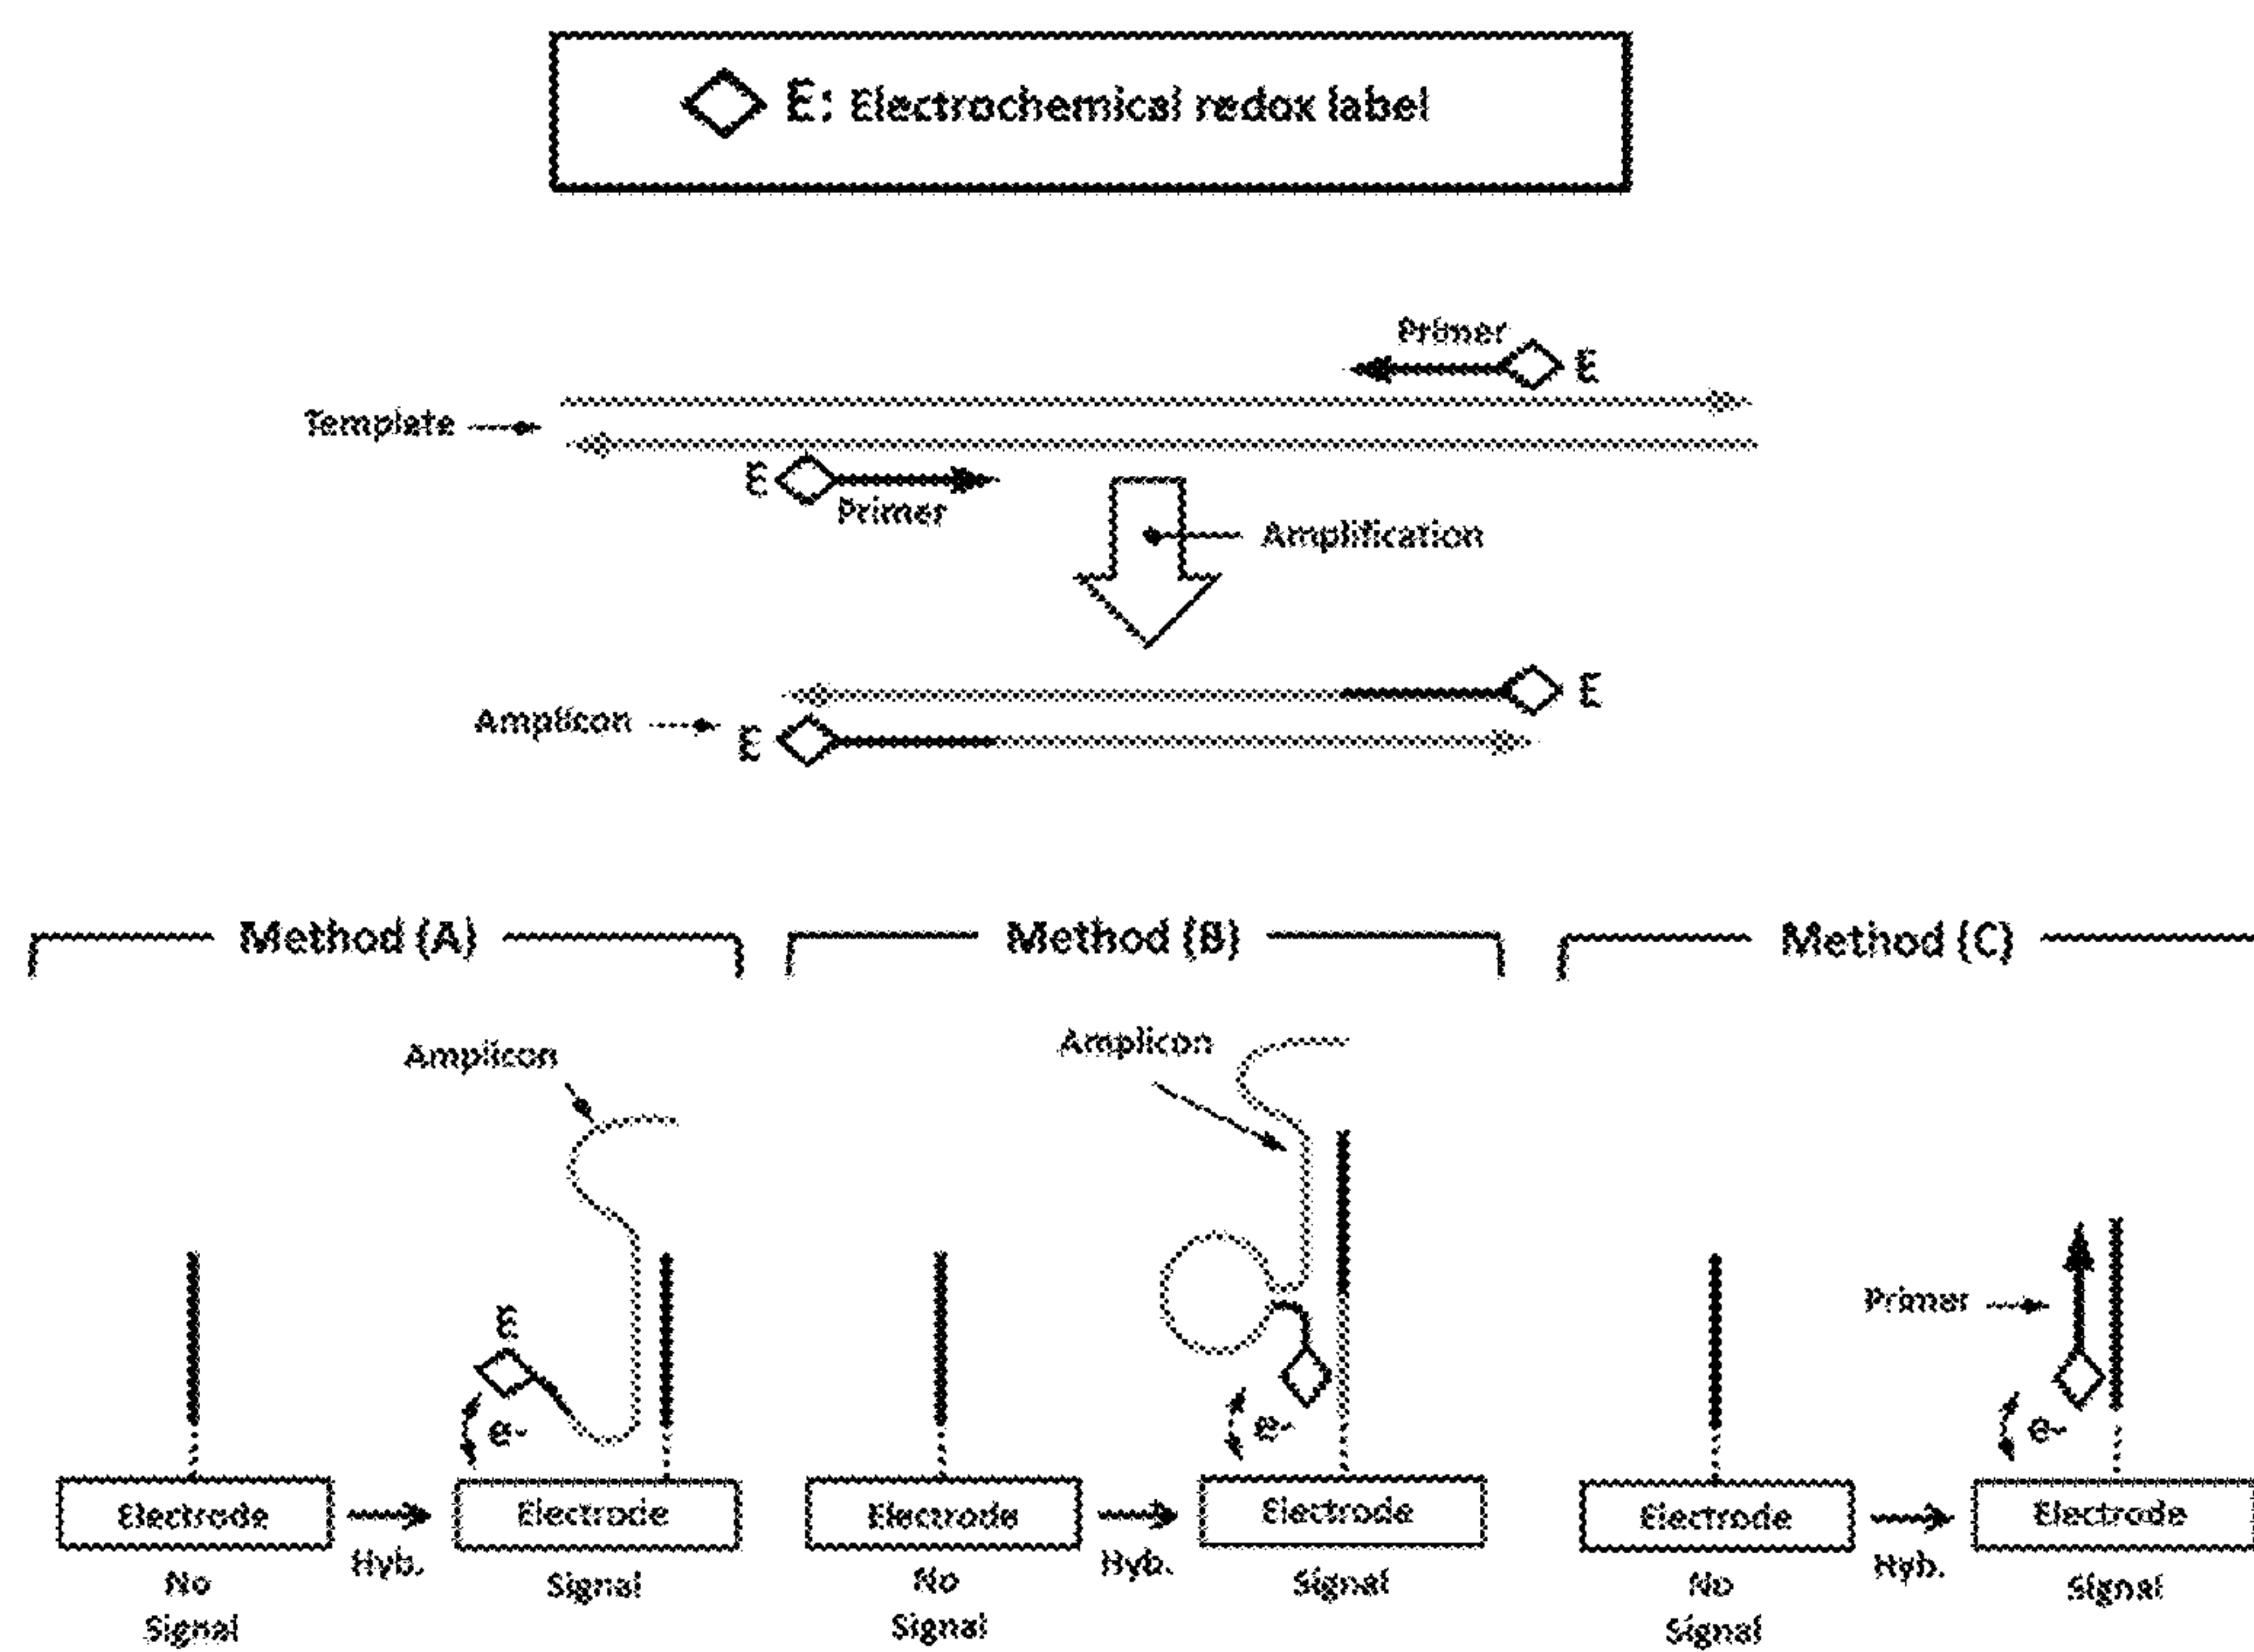 E: Electrochemical redox label
Primer
E
Template
E
Primer
Amplification
E
Amplicon
E
Method (A)
Method (B)
Method (C)
Amplicon
Amplicon
E
Primer
e-
e-
e-
Electrode
Electrode
Electrode
Electrode
Electrode
Electrode
Hyb.
Hyb.
Hyb.
No
Signal
Signal
No
Signal
Signal
No
Signal
Signal